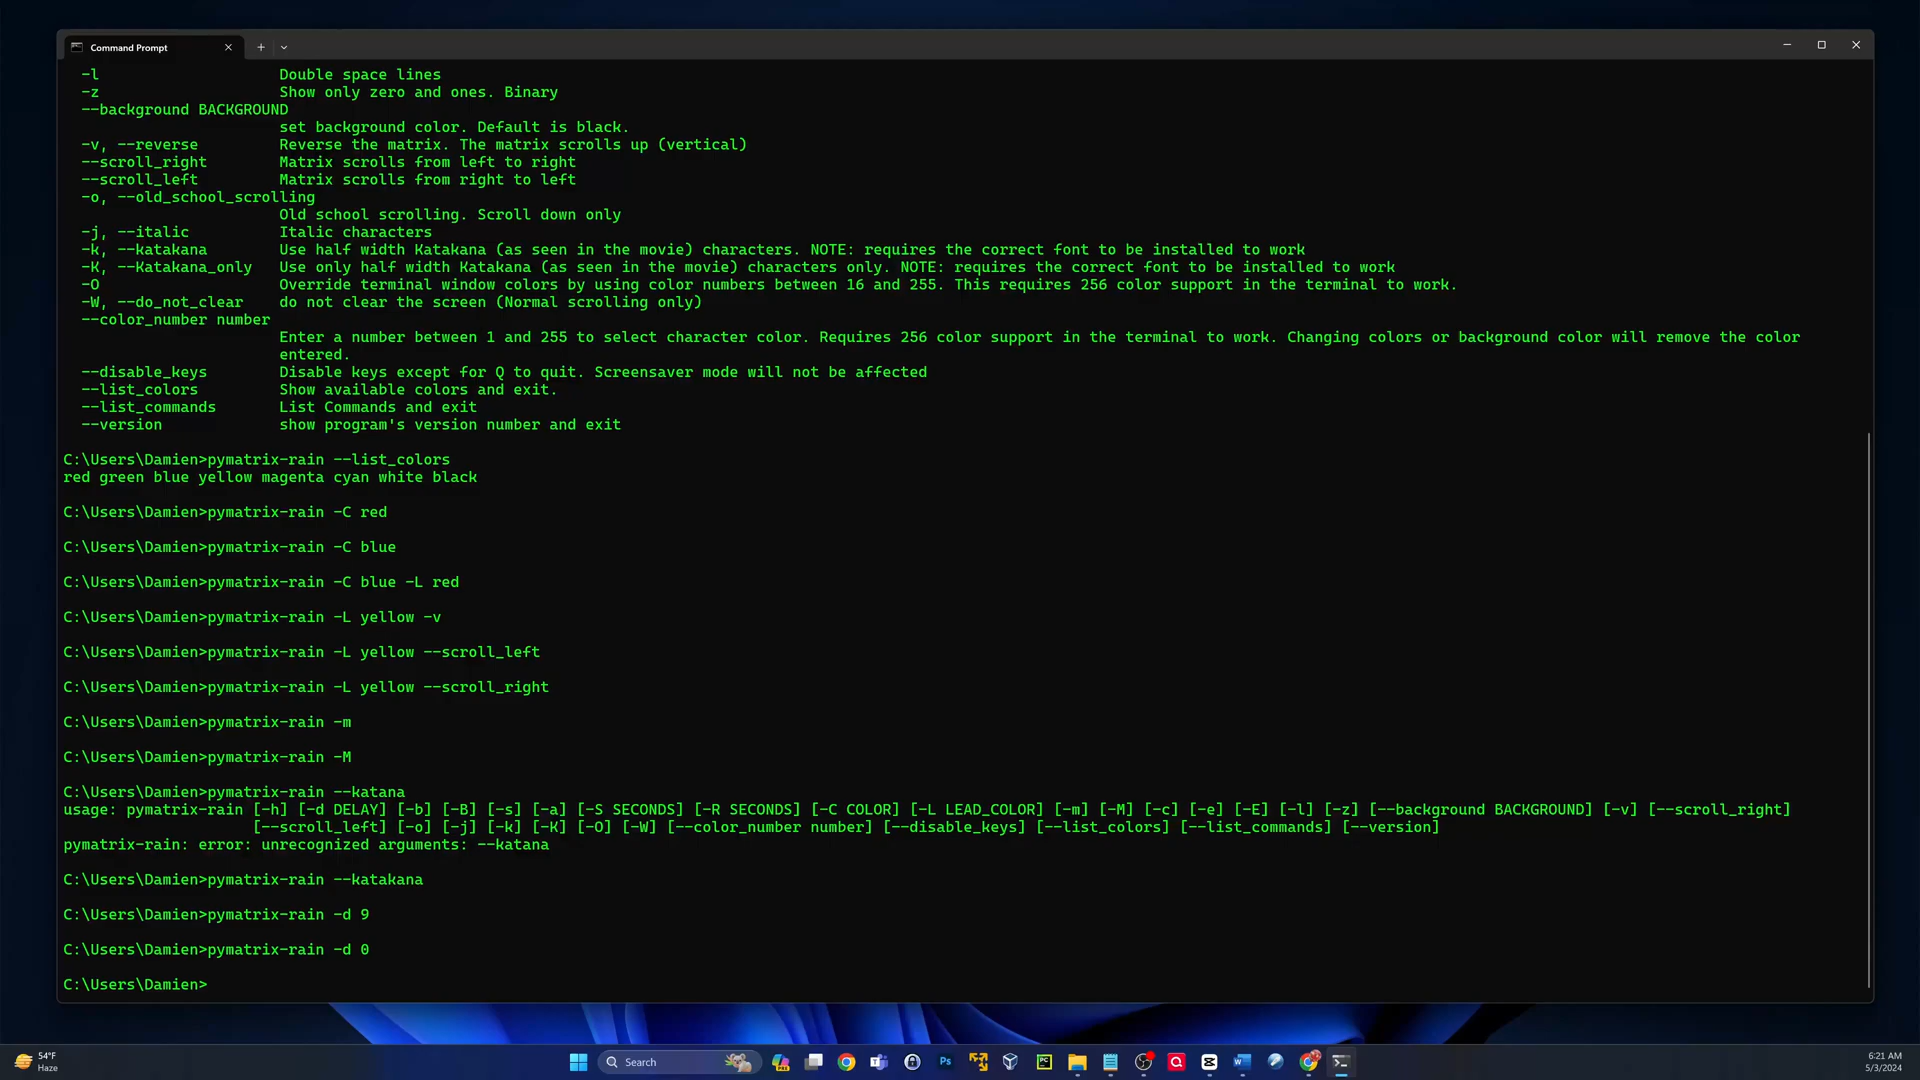 Command Prompt
-l Double space lines
-z Show only zero and ones. Binary
--background BACKGROUND
set background color. Default is black.
-v, --reverse Reverse the matrix. The matrix scrolls up (vertical)
--scroll_right Matrix scrolls from left to right
--scroll_left Matrix scrolls from right to left
-o, --old_school_scrolling
Old school scrolling. Scroll down only
-j, --italic Italic characters
-k, --katakana Use half width Katakana (as seen in the movie) characters. NOTE: requires the correct font to be installed to work
-K, --Katakana_only Use only half width Katakana (as seen in the movie) characters only. NOTE: requires the correct font to be installed to work
-O Override terminal window colors by using color numbers between 16 and 255. This requires 256 color support in the terminal to work.
-W, --do_not_clear do not clear the screen (Normal scrolling only)
--color_number number
Enter a number between 1 and 255 to select character color. Requires 256 color support in the terminal to work. Changing colors or background color will remove the color
entered.
--disable_keys Disable keys except for Q to quit. Screensaver mode will not be affected
--list_colors Show available colors and exit.
--list_commands List Commands and exit
--version show program's version number and exit
C:\Users\Damien>pymatrix-rain --list_colors
red green blue yellow magenta cyan white black
C:\Users\Damien>pymatrix-rain -C red
C:\Users\Damien>pymatrix-rain -C blue
C:\Users\Damien>pymatrix-rain -C blue -L red
C:\Users\Damien>pymatrix-rain -L yellow -v
C:\Users\Damien>pymatrix-rain -L yellow --scroll_left
C:\Users\Damien>pymatrix-rain -L yellow --scroll_right
C:\Users\Damien>pymatrix-rain -m
C:\Users\Damien>pymatrix-rain -M
C:\Users\Damien>pymatrix-rain --katana
usage: pymatrix-rain [-h] [-d DELAY] [-b] [-B] [-s] [-a] [-S SECONDS] [-R SECONDS] [-C COLOR] [-L LEAD_COLOR] [-m] [-M] [-c] [-e] [-E] [-l] [-z] [--background BACKGROUND] [-v] [--scroll_right]
[--scroll_left] [-o] [-j] [-k] [-K] [-O] [-W] [--color_number number] [--disable_keys] [--list_colors] [--list_commands] [--version]
pymatrix-rain: error: unrecognized arguments: --katana
C:\Users\Damien>pymatrix-rain --katakana
C:\Users\Damien>pymatrix-rain -d 9
C:\Users\Damien>pymatrix-rain -d 0
C:\Users\Damien>
54°F
Haze
Search
Ps
6:21 AM
5/3/2024